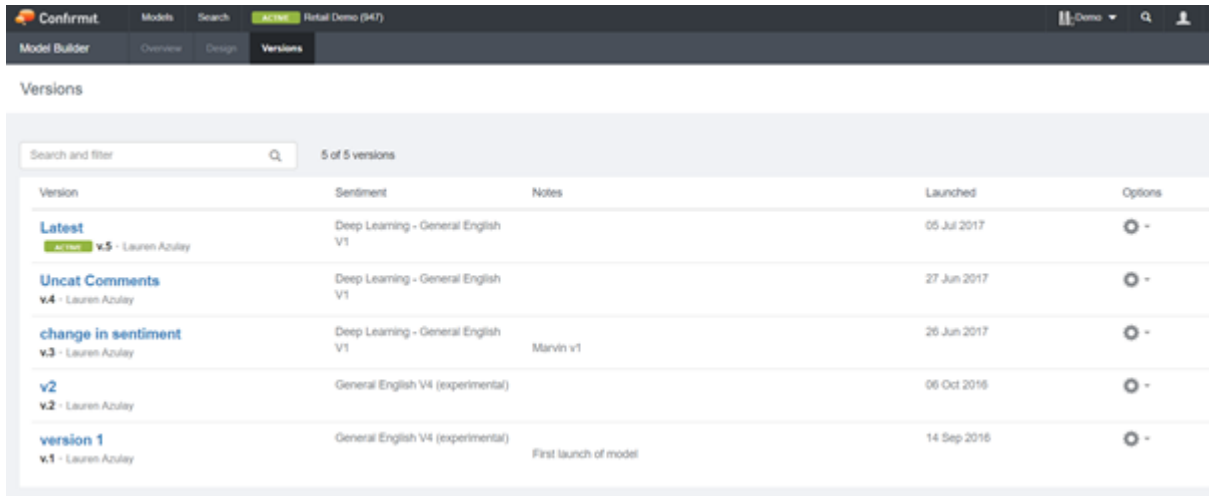 Confirmit. Models Search ACTIVE Retail Demo (947) Demo
Model Builder Overview Design Versions
Versions
Search and filter 5 of 5 versions
Version Sentiment Notes Launched Options
Latest Deep Learning - General English 05 Jul 2017
ACTIVE v.5 - Lauren Azulay V1
Uncat Comments Deep Learning - General English 27 Jun 2017
v.4 - Lauren Azulay V1
change in sentiment Deep Learning - General English 26 Jun 2017
v.3 - Lauren Azulay V1 Marvin v1
v2 General English V4 (experimental) 06 Oct 2016
v.2 - Lauren Azulay
version 1 General English V4 (experimental) 14 Sep 2016
v.1 - Lauren Azulay First launch of model